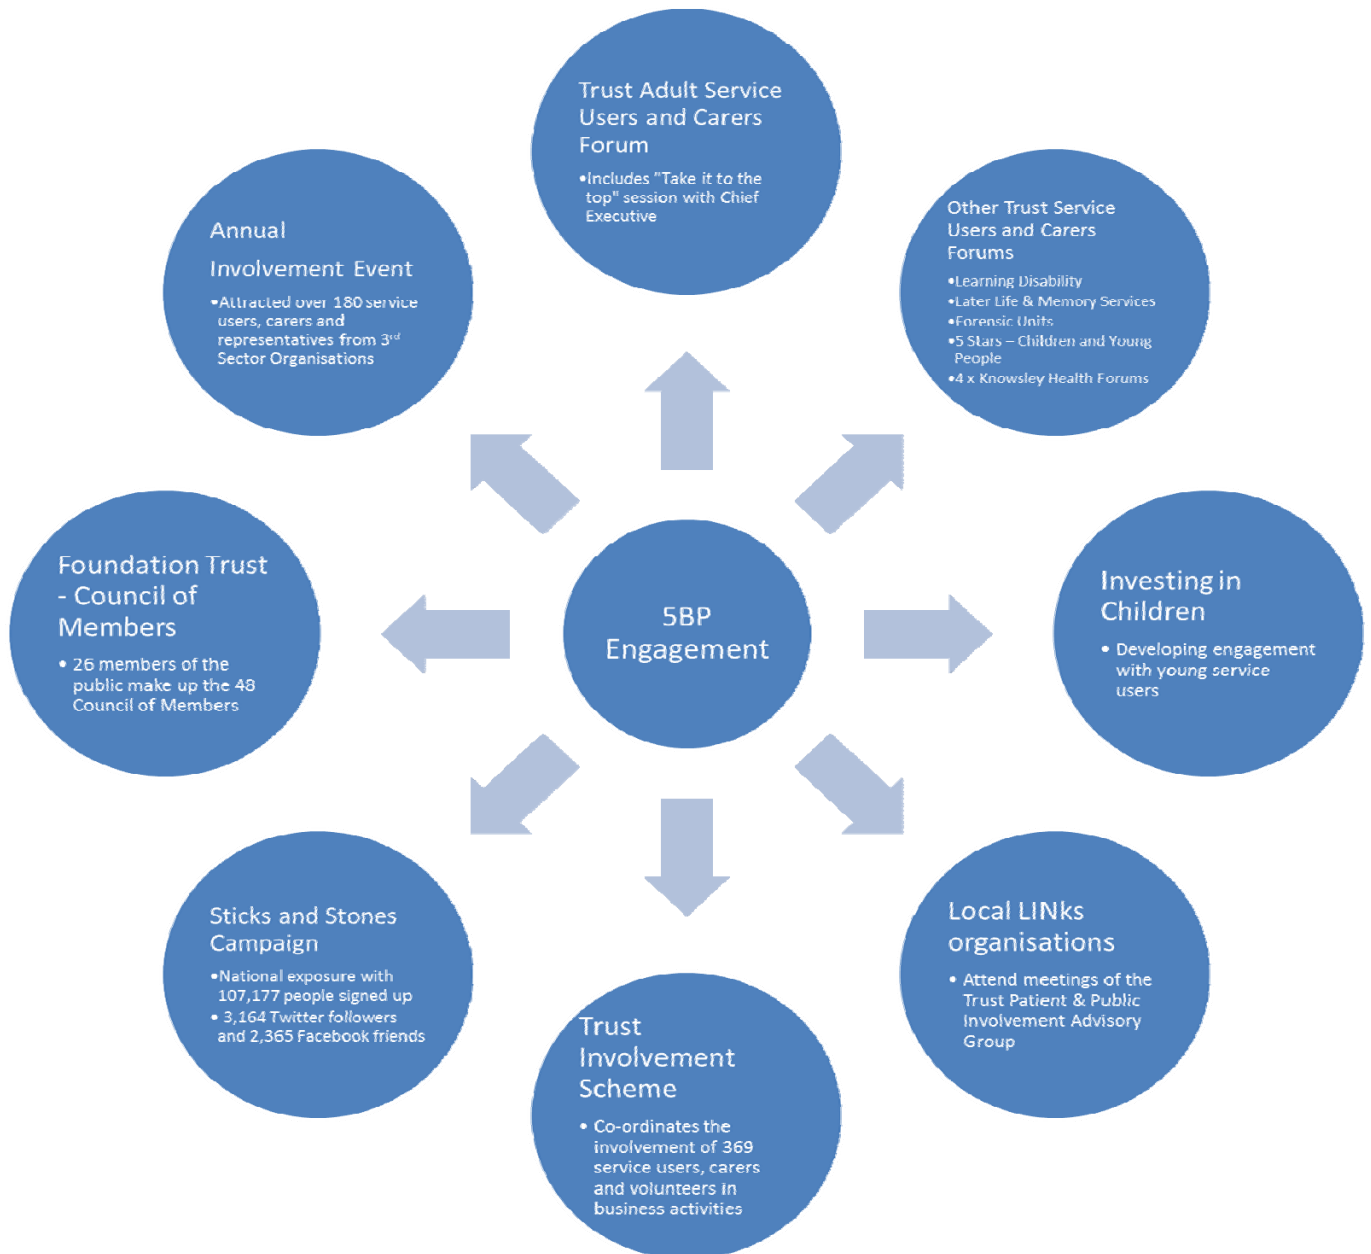 Trust Adult Service
Users and Carers
Forum
•Includes "Take it to the
top" session with Chief
Executive
Other Trust Service
Users and Carers
Forums
•Learning Disability
•Later Life & Memory Services
•Forensic Units
•5 Stars – Children and Young
People
•4 x Knowsley Health Forums
Investing in
Children
• Developing engagement
with young service
users
Local LINks
organisations
• Attend meetings of the
Trust Patient & Public
Involvement Advisory
Group
Trust
Involvement
Scheme
• Co-ordinates the
involvement of 369
service users, carers
and volunteers in
business activities
Sticks and Stones
Campaign
•National exposure with
107,177 people signed up
• 3,164 Twitter followers
and 2,365 Facebook friends
Foundation Trust
- Council of
Members
• 26 members of the
public make up the 48
Council of Members
Annual
Involvement Event
•Attracted over 180 service
users, carers and
representatives from 3rd
Sector Organisations
5BP
Engagement